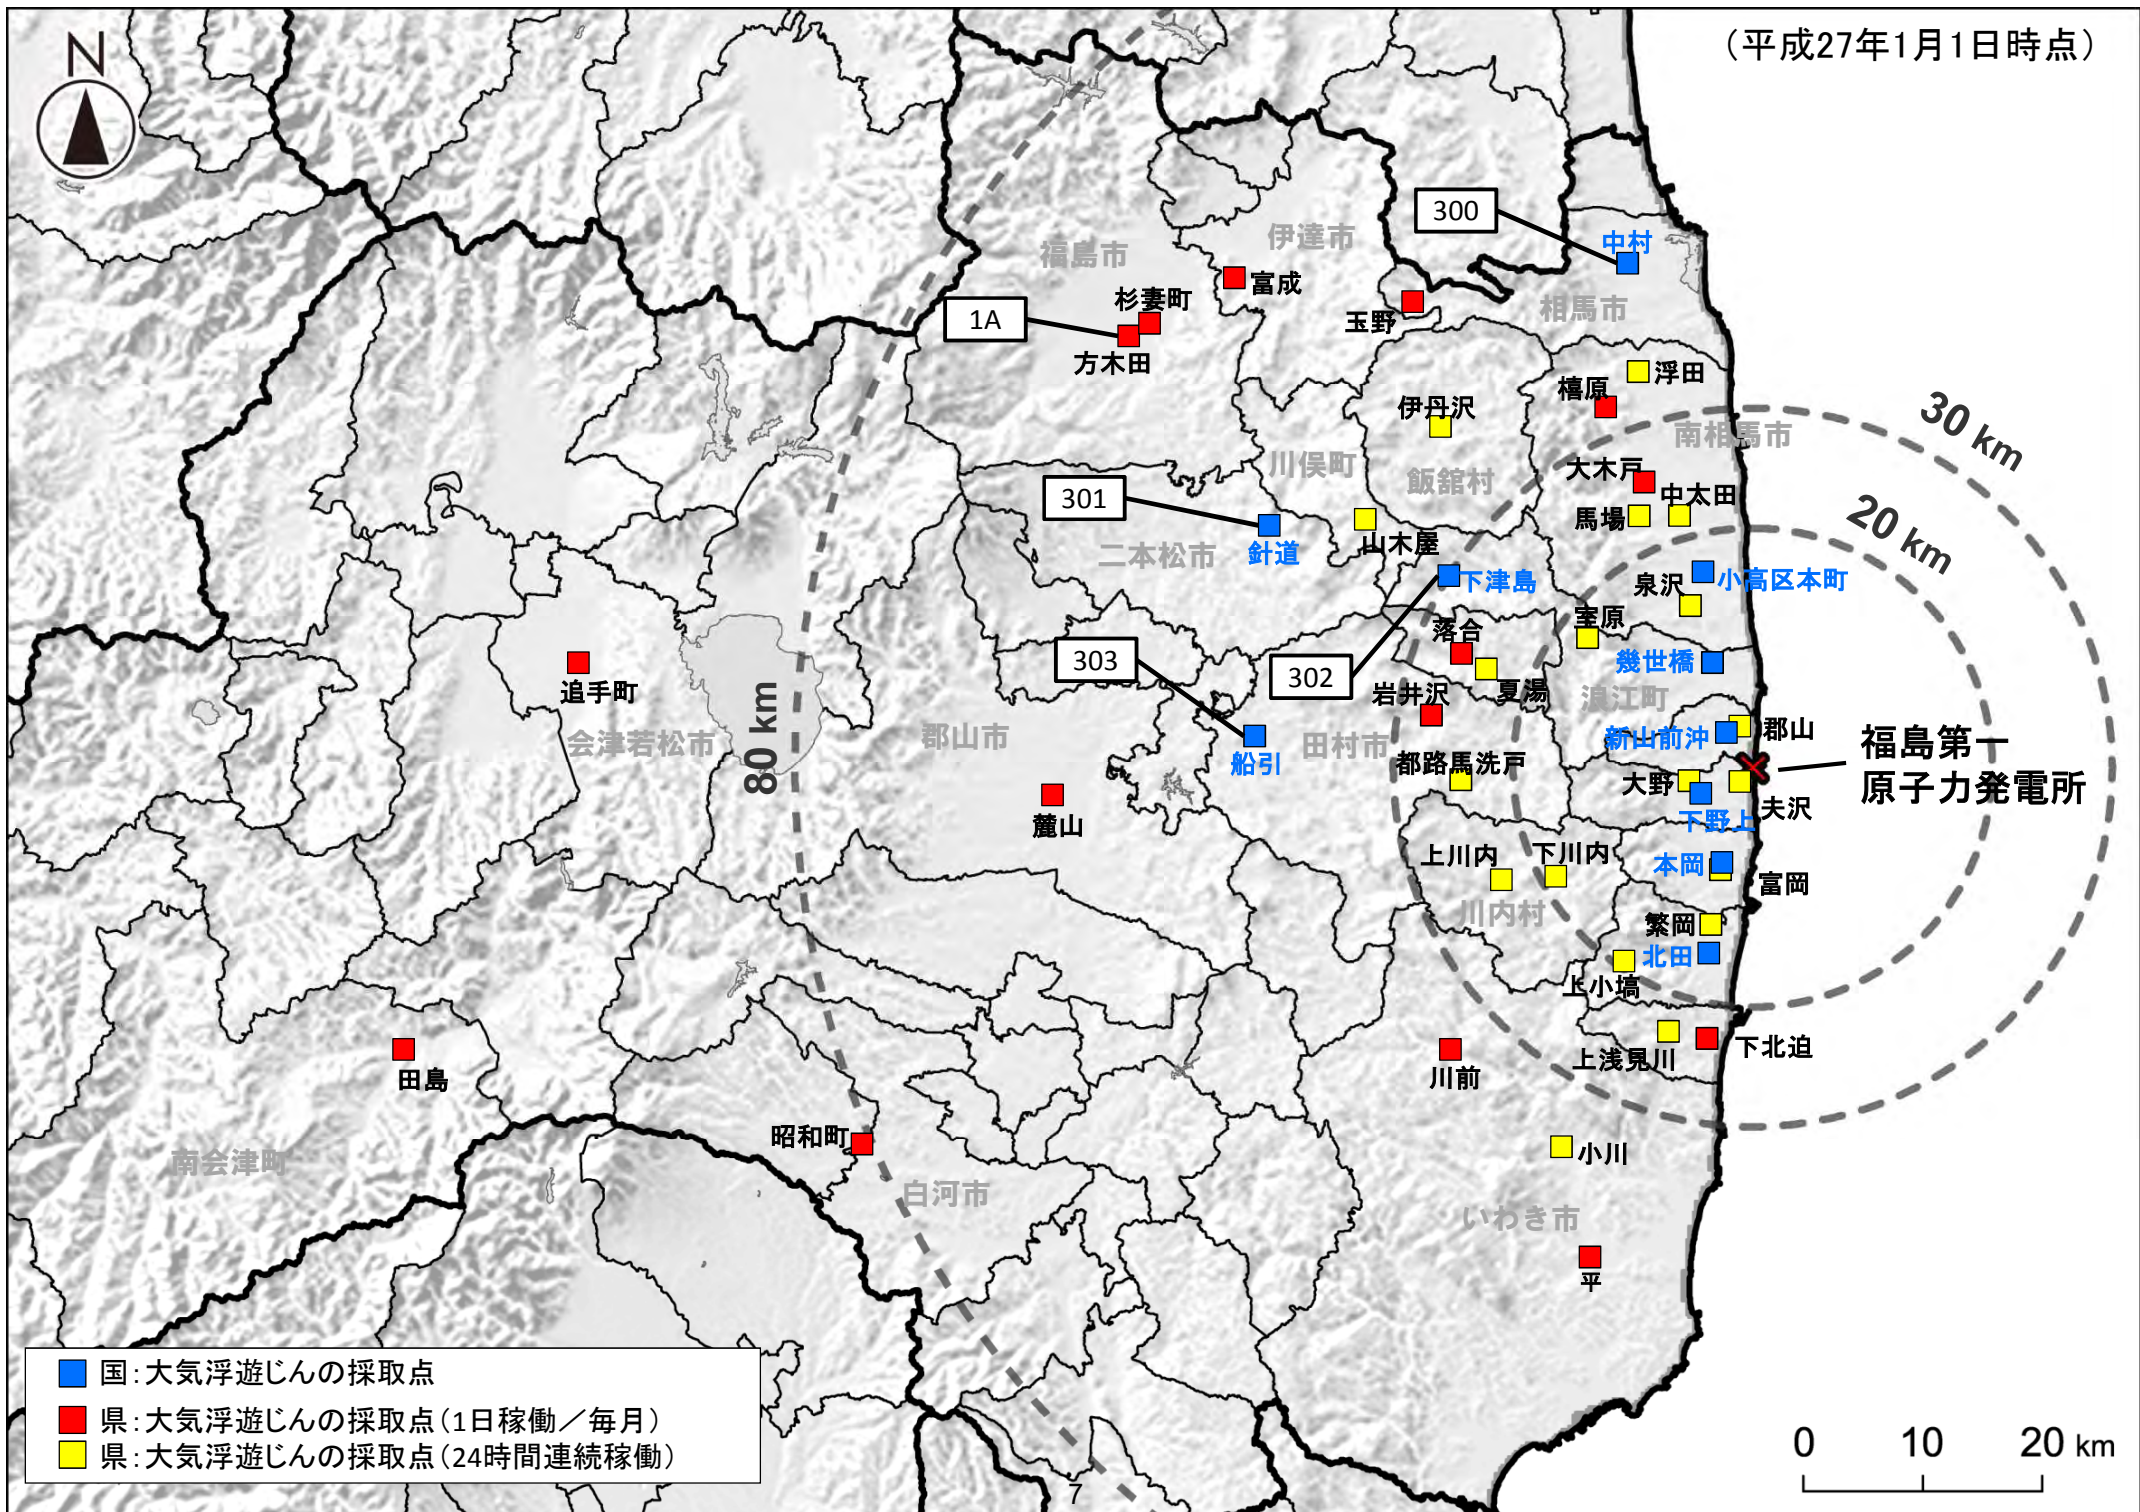 (平成27年1月1日時点)
N
300
中村
伊達市
福島市
富成
杉妻町
1A
玉野
相馬市
方木田
浮田
橲原
伊丹沢
30 km
南相馬市
川俣町
飯舘村
大木戸
中太田
301
馬場
20 km
山木屋
二本松市
針道
下津島
小高区本町
泉沢
室原
落合
303
幾世橋
302
夏湯
追手町
岩井沢
浪江町
80 km
会津若松市
郡山市
田村市
郡山
新山前沖
船引
都路馬洗戸
福島第一
原子力発電所
大野
夫沢
下野上
麓山
上川内
下川内
本岡
富岡
川内村
繁岡
北田
上小塙
下北迫
上浅見川
川前
田島
昭和町
小川
南会津町
白河市
いわき市
平
国:大気浮遊じんの採取点
県:大気浮遊じんの採取点(1日稼働/毎月)
県:大気浮遊じんの採取点(24時間連続稼働)
0 10 20 km
7